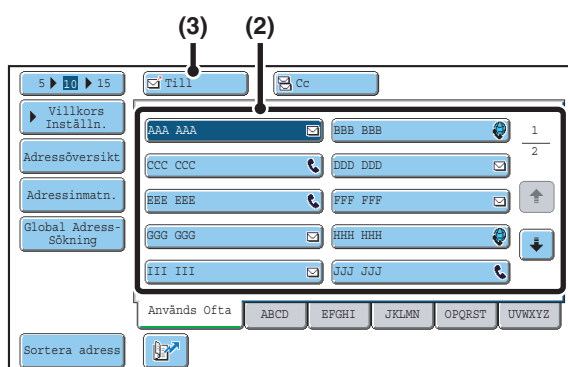 (3) (2)
5 10 15 Till Cc
Villkors
Inställn.
Adressöversikt
Adressinmatn.
Global Adress-
Sökning
AAA AAA BBB BBB
CCC CCC DDD DDD
EEE EEE FFF FFF
GGG GGG HHH HHH
III III JJJ JJJ
1
2
Används Ofta ABCD EFGHI JKLMN OPQRST UVWXYZ
Sortera adress